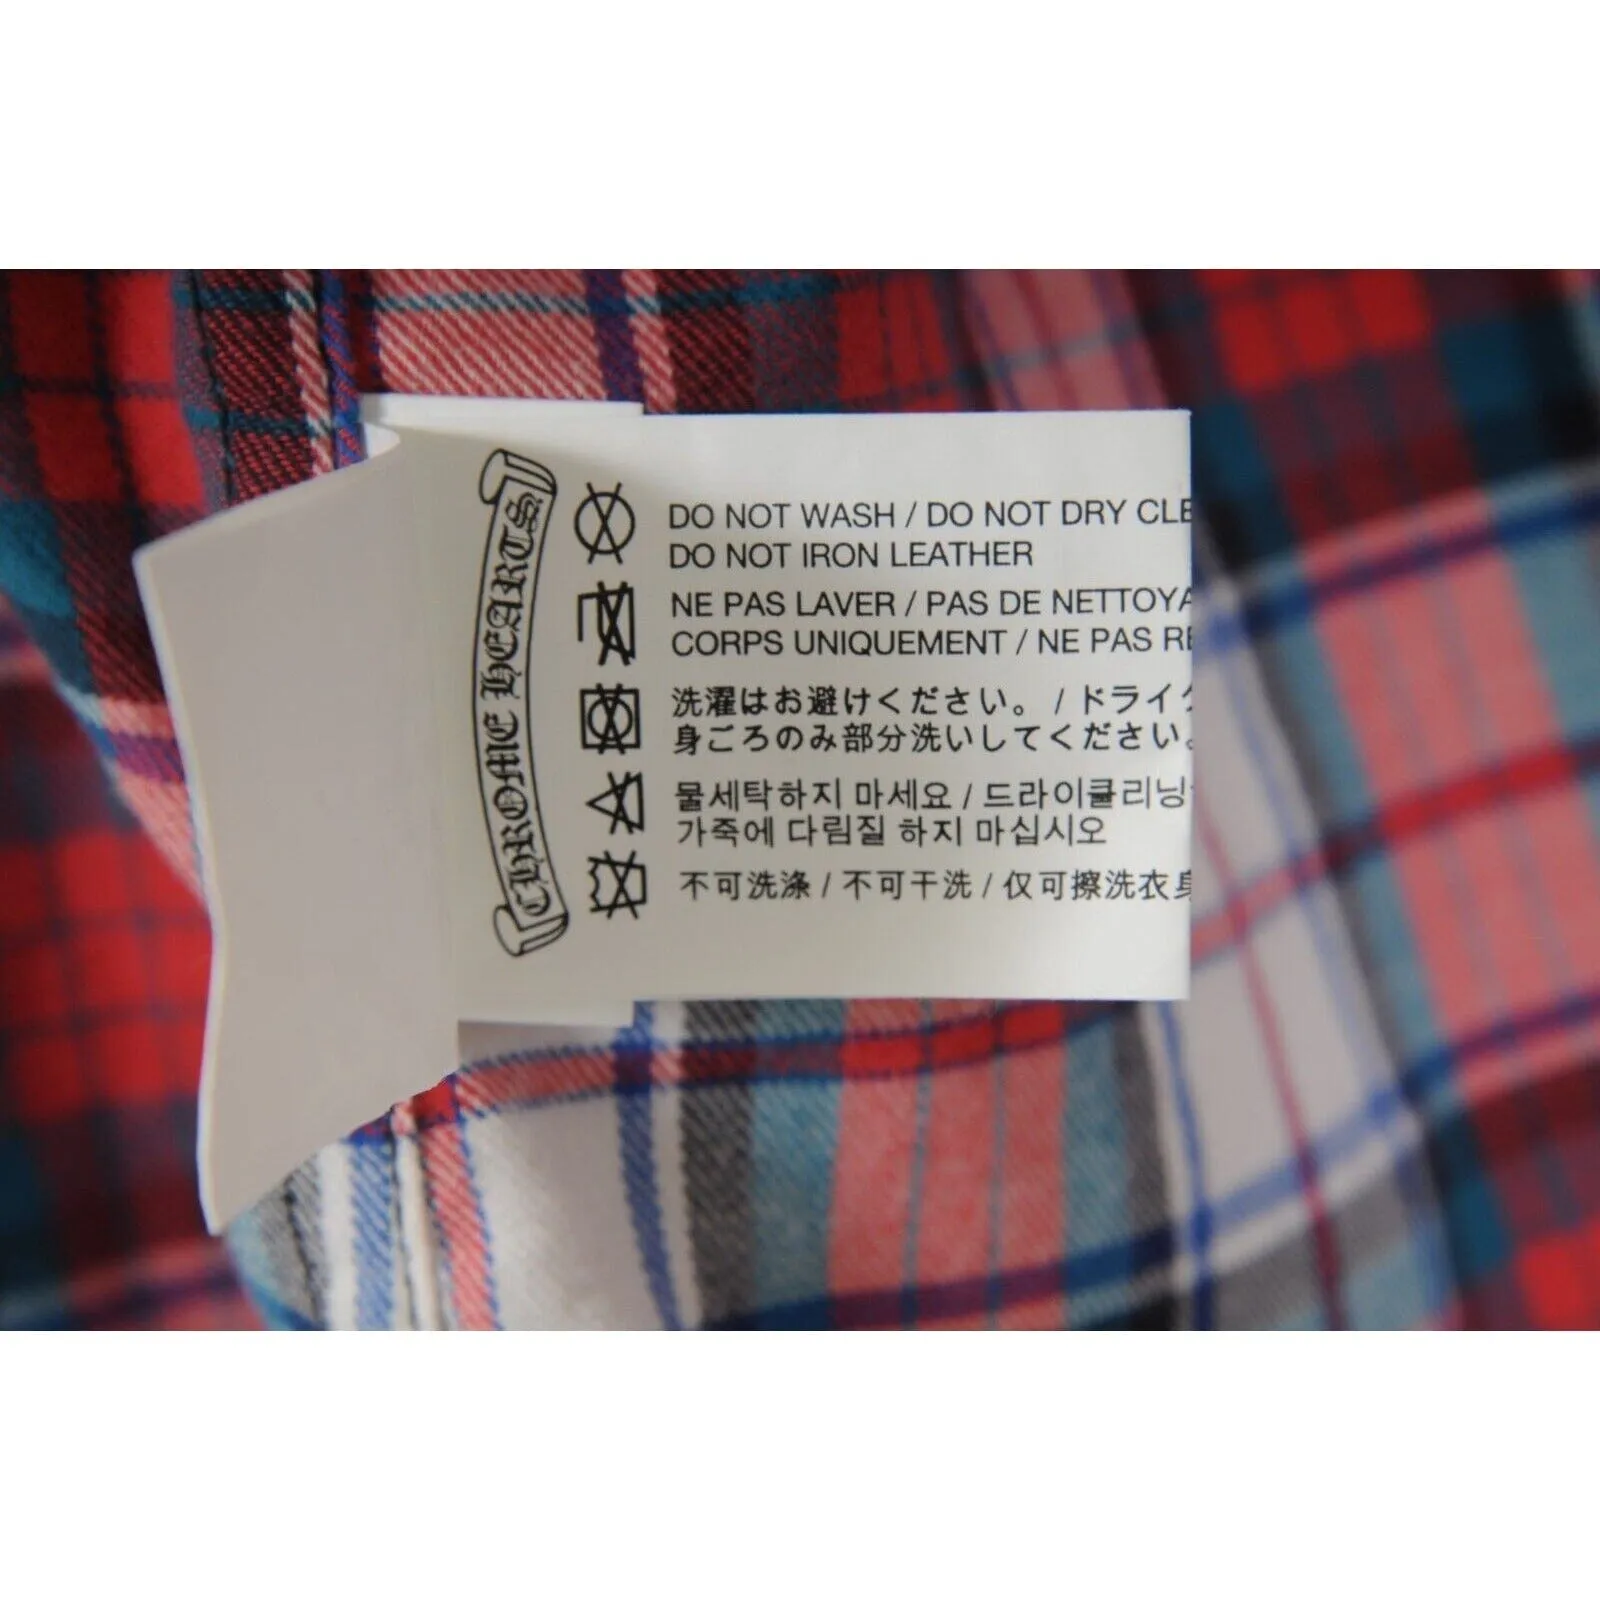 CHROME HEARTS
DO NOT WASH / DO NOT DRY CLE
DO NOT IRON LEATHER
NE PAS LAVER / PAS DE NETTOYA
CORPS UNIQUEMENT / NE PAS RE
洗濯はお避けください。 / ドライク
身ごろのみ部分洗いしてください。
물세탁하지 마세요 / 드라이클리닝
가죽에 다림질 하지 마십시오
不可洗涤 / 不可干洗 / 仅可擦洗衣身